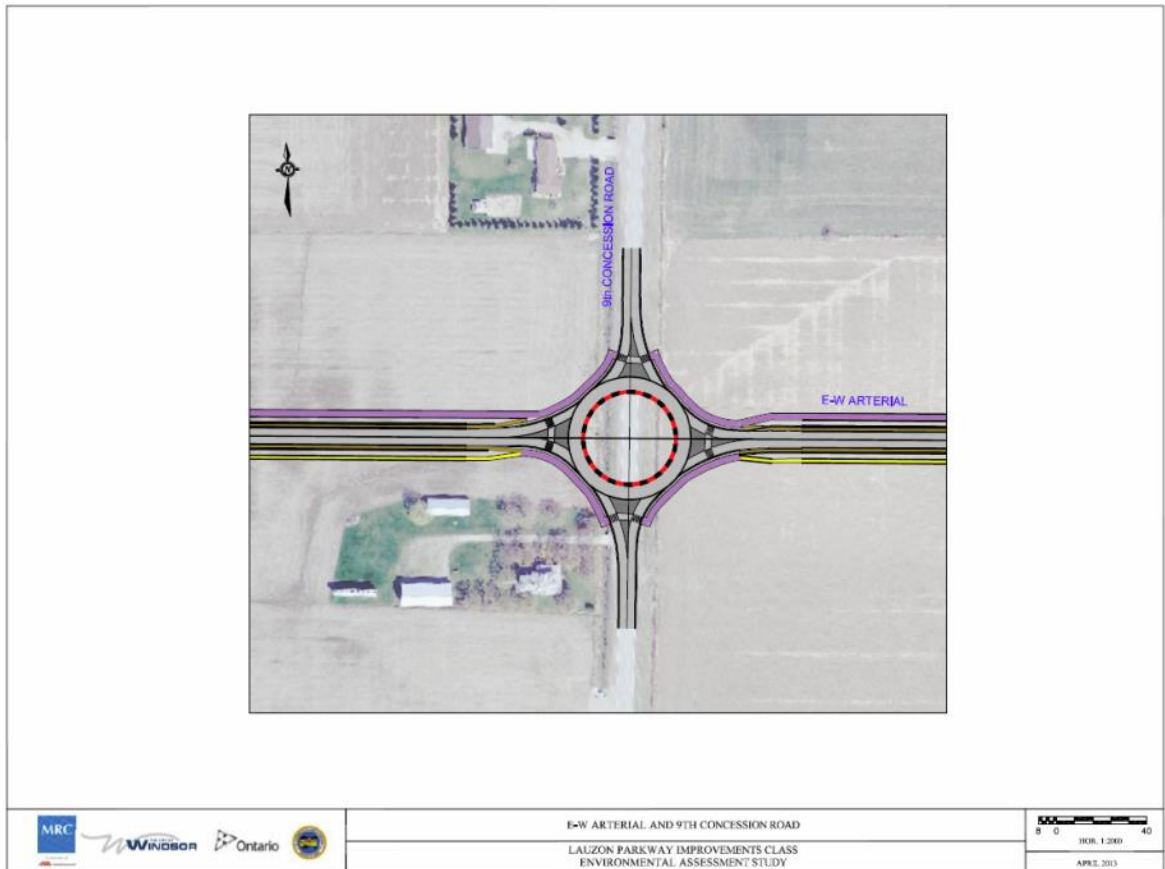 N
9th CONCESSION ROAD
E-W ARTERIAL
MRC
WINDSOR
Ontario
E-W ARTERIAL AND 9TH CONCESSION ROAD
LAUZON PARKWAY IMPROVEMENTS CLASS
ENVIRONMENTAL ASSESSMENT STUDY
8 0 40
HOR. 1:2000
APRIL 2013